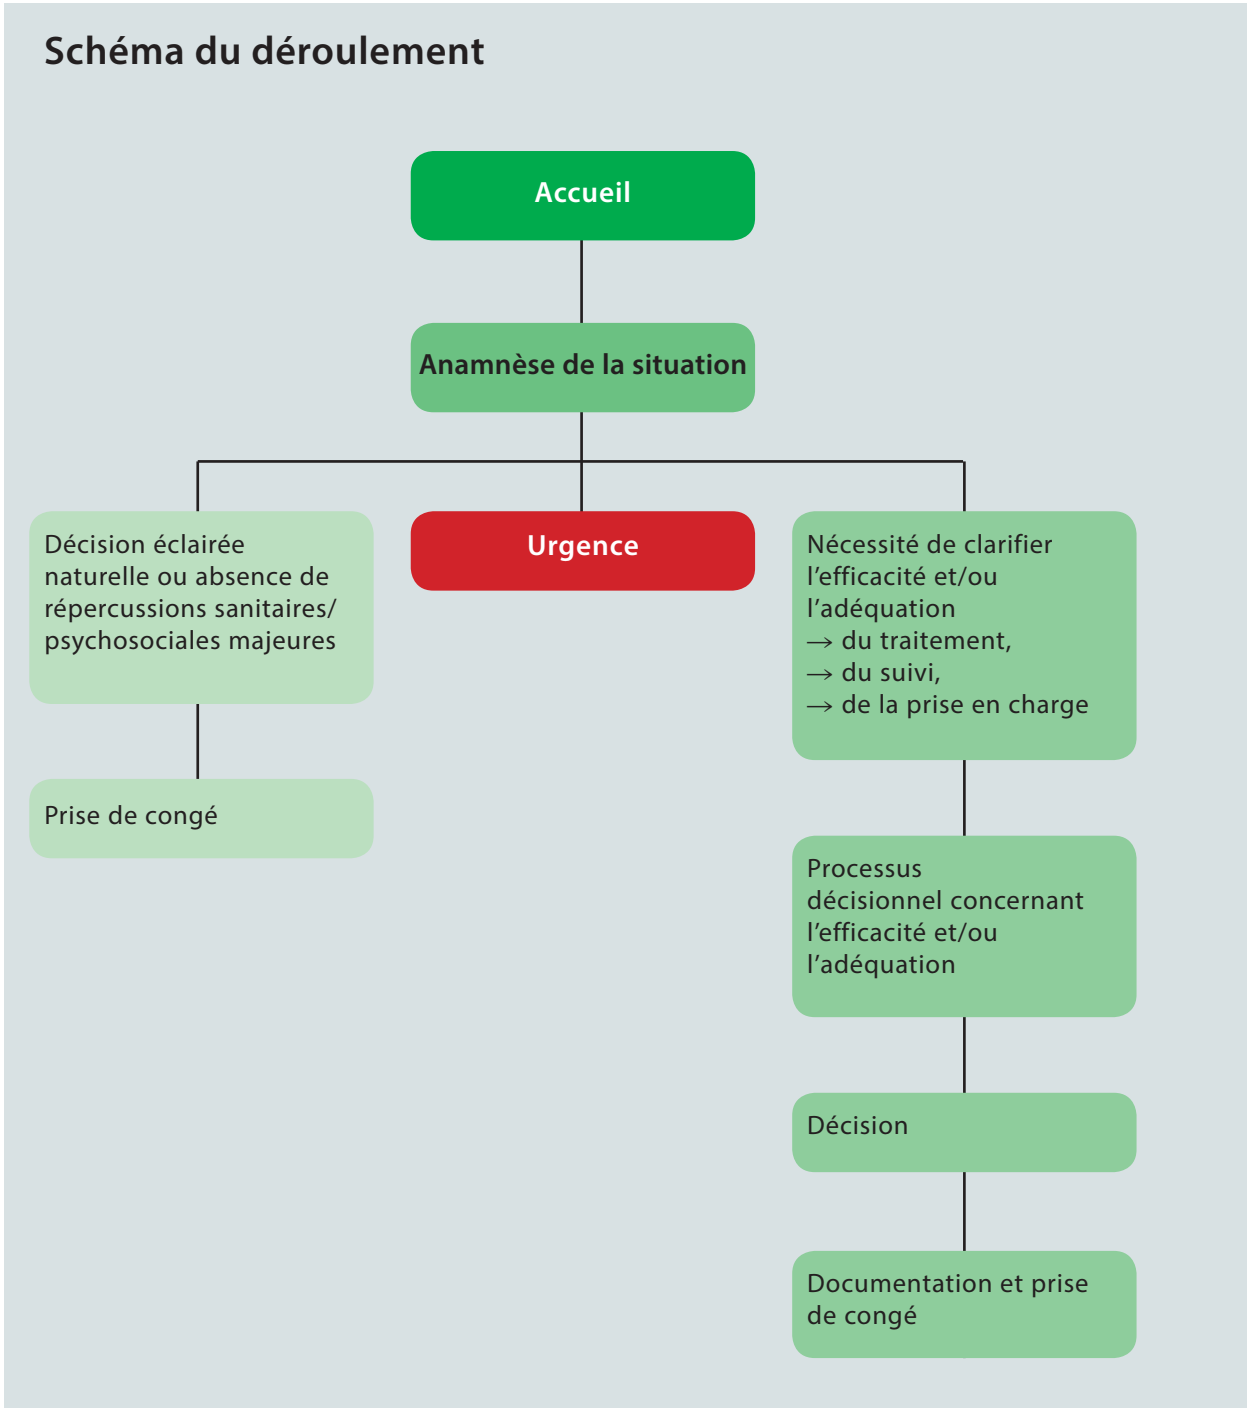 Schéma du déroulement
Accueil
Anamnèse de la situation
Décision éclairée
naturelle ou absence de
répercussions sanitaires/
psychosociales majeures
Prise de congé
Urgence
Nécessité de clarifier
l’efficacité et/ou
l’adéquation
→ du traitement,
→ du suivi,
→ de la prise en charge
Processus
décisionnel concernant
l’efficacité et/ou
l’adéquation
Décision
Documentation et prise
de congé